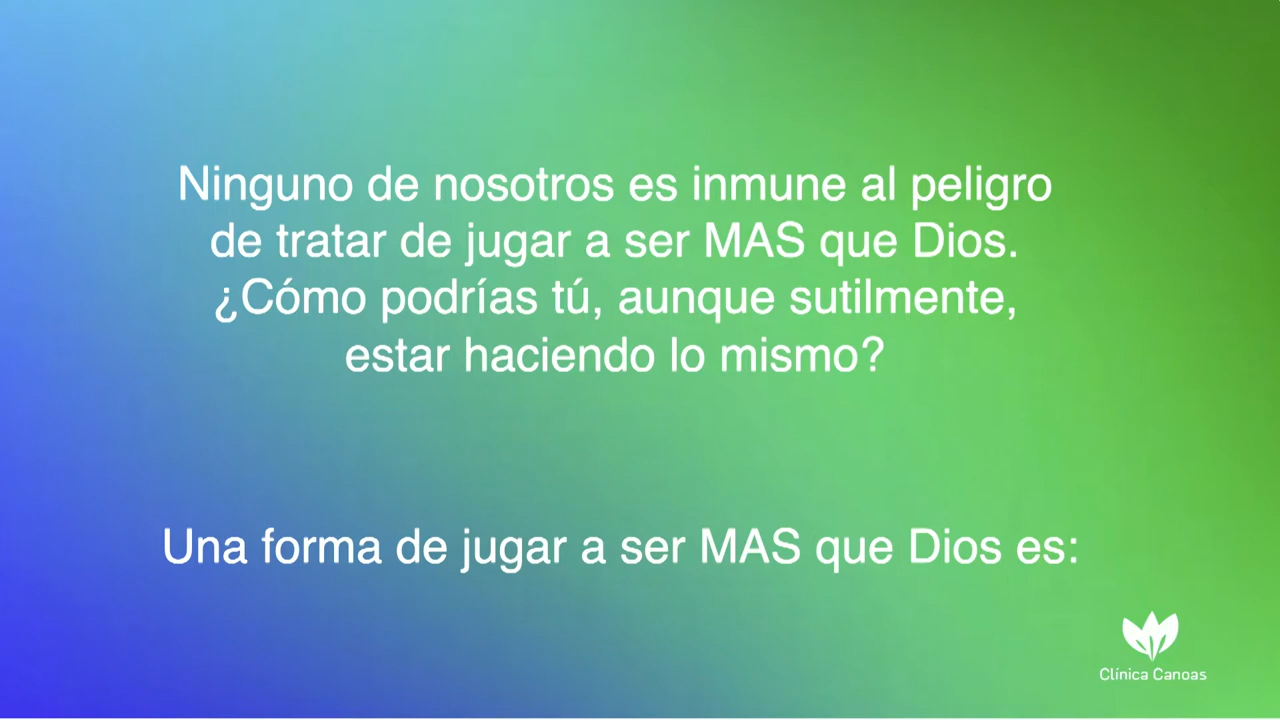 Ninguno de nosotros es inmune al peligro
de tratar de jugar a ser MAS que Dios.
¿Cómo podrías tú, aunque sutilmente,
estar haciendo lo mismo?
Una forma de jugar a ser MAS que Dios es:
Clínica Canoas